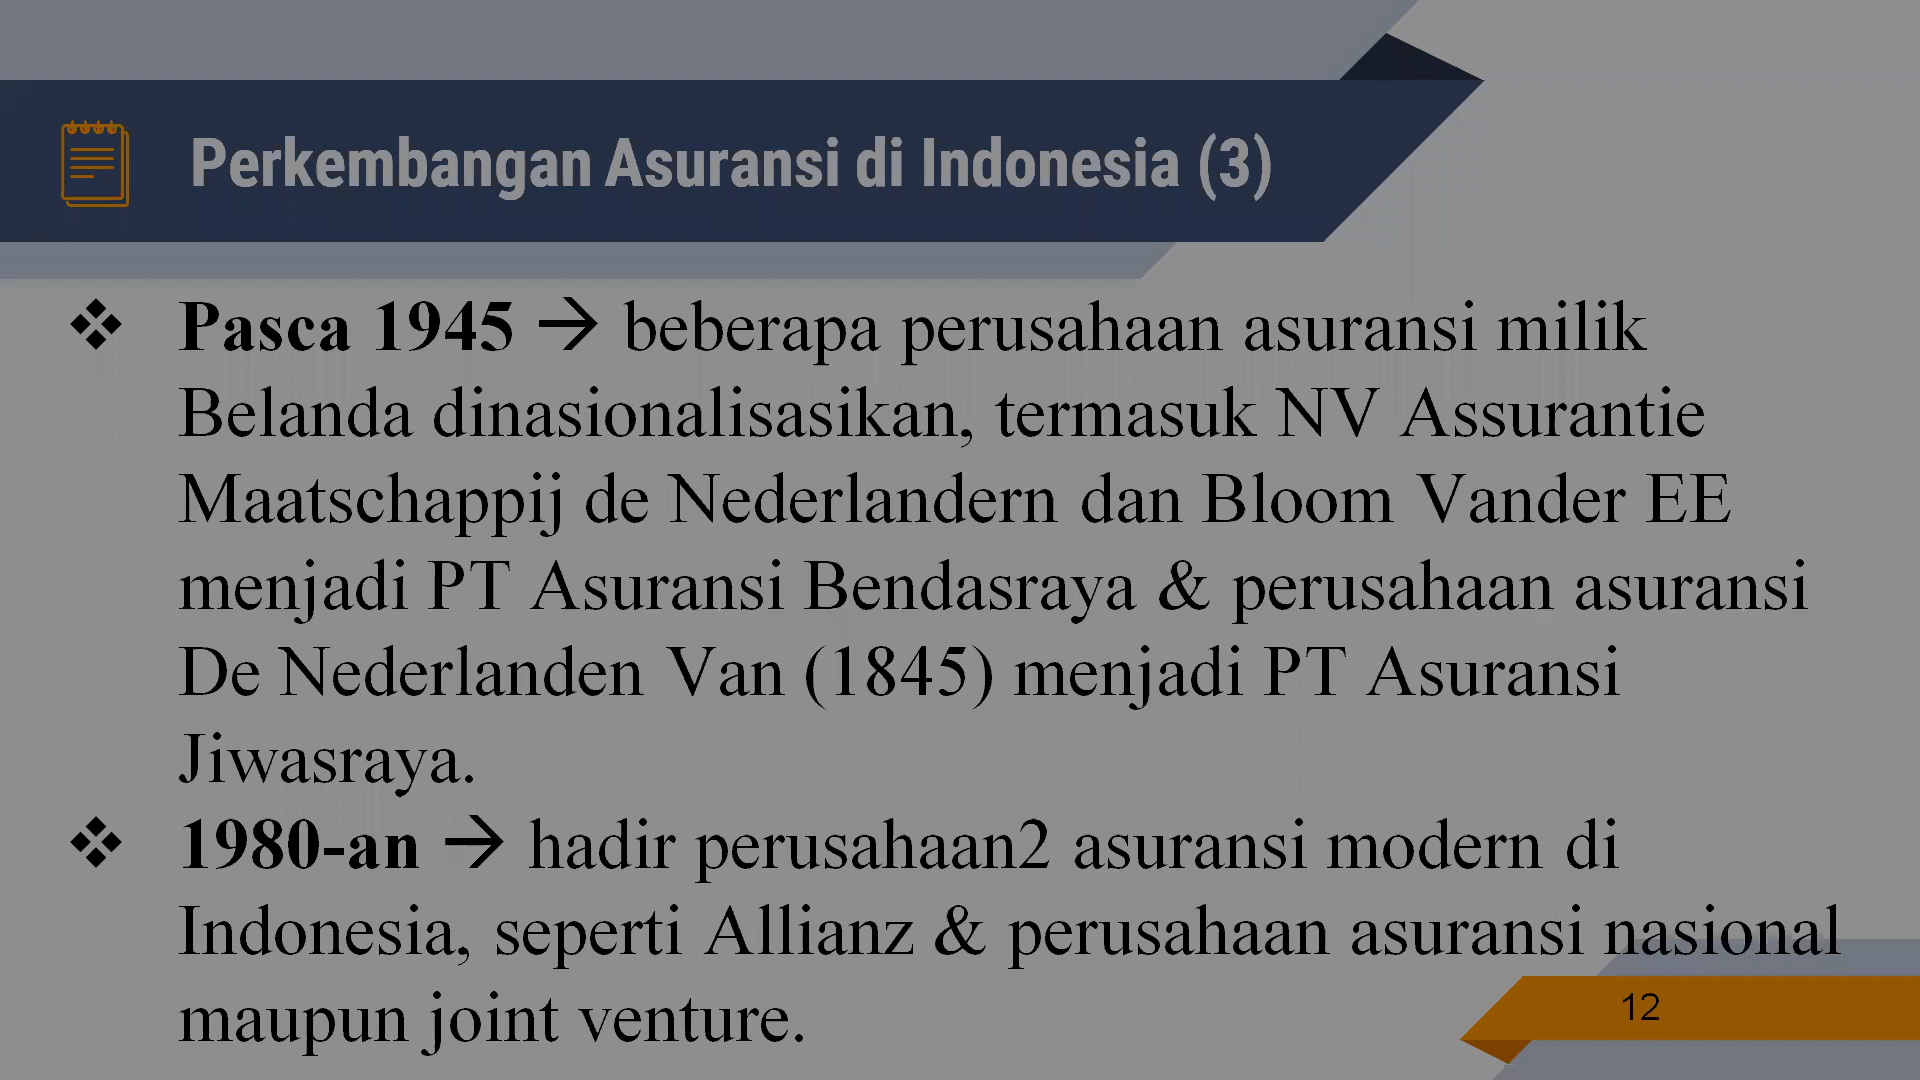 Perkembangan Asuransi di Indonesia (3)
❖ Pasca 1945 → beberapa perusahaan asuransi milik
Belanda dinasionalisasikan, termasuk NV Assurantie
Maatschappij de Nederlandern dan Bloom Vander EE
menjadi PT Asuransi Bendasraya & perusahaan asuransi
De Nederlanden Van (1845) menjadi PT Asuransi
Jiwasraya.
❖ 1980-an → hadir perusahaan2 asuransi modern di
Indonesia, seperti Allianz & perusahaan asuransi nasional
maupun joint venture.
12